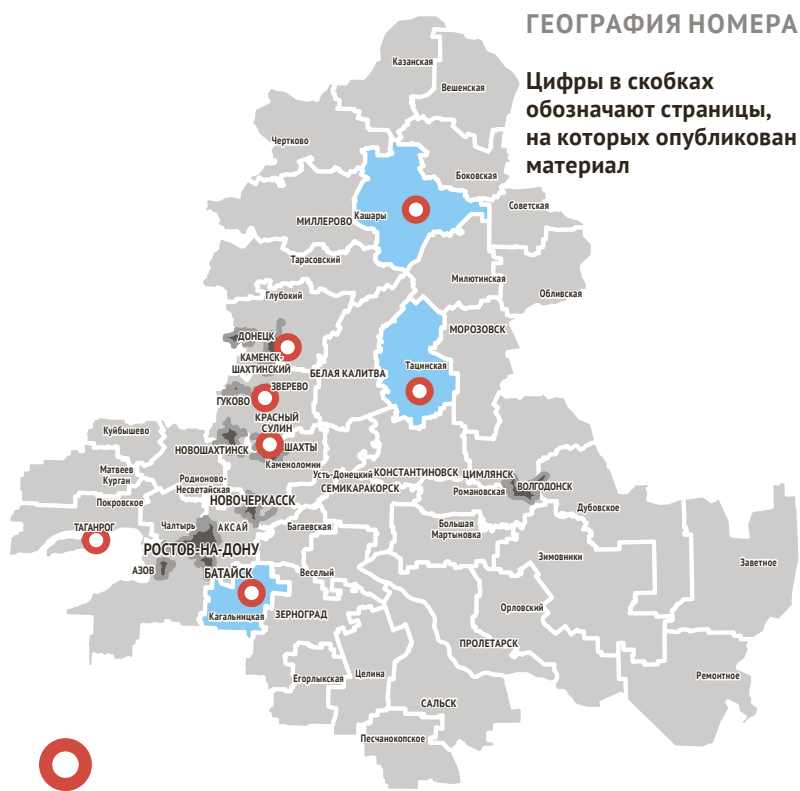 ГЕОГРАФИЯ НОМЕРА
Цифры в скобках
обозначают страницы,
на которых опубликован
материал
Казанская
Вешенская
Чертково
Боковская
Советская
Кашары
МИЛЛЕРОВО
Тарасовский
Милютинская
Обливская
Глубокий
ДОНЕЦК
МОРОЗОВСК
КАМЕНСК-
ШАХТИНСКИЙ
Тацинская
БЕЛАЯ КАЛИТВА
ЗВЕРЕВО
ГУКОВО
КРАСНЫЙ
СУЛИН
Куйбышево
НОВОШАХТИНСК
ШАХТЫ
Каменоломни
Матвеев
Курган
Родионово-
Несветайская
Усть-Донецкий
КОНСТАНТИНОВСК
ЦИМЛЯНСК
СЕМИКАРАКОРСК
Романовская
ВОЛГОДОНСК
Покровское
НОВОЧЕРКАССК
Дубовское
ТАГАНРОГ
Чалтырь
АКСАЙ
Багаевская
Большая
Мартыновка
РОСТОВ-НА-ДОНУ
Зимовники
Заветное
АЗОВ
БАТАЙСК
Веселый
Кагальницкая
ЗЕРНОГРАД
Орловский
ПРОЛЕТАРСК
Егорлыкская
Целина
Ремонтное
САЛЬСК
Песчанокопское